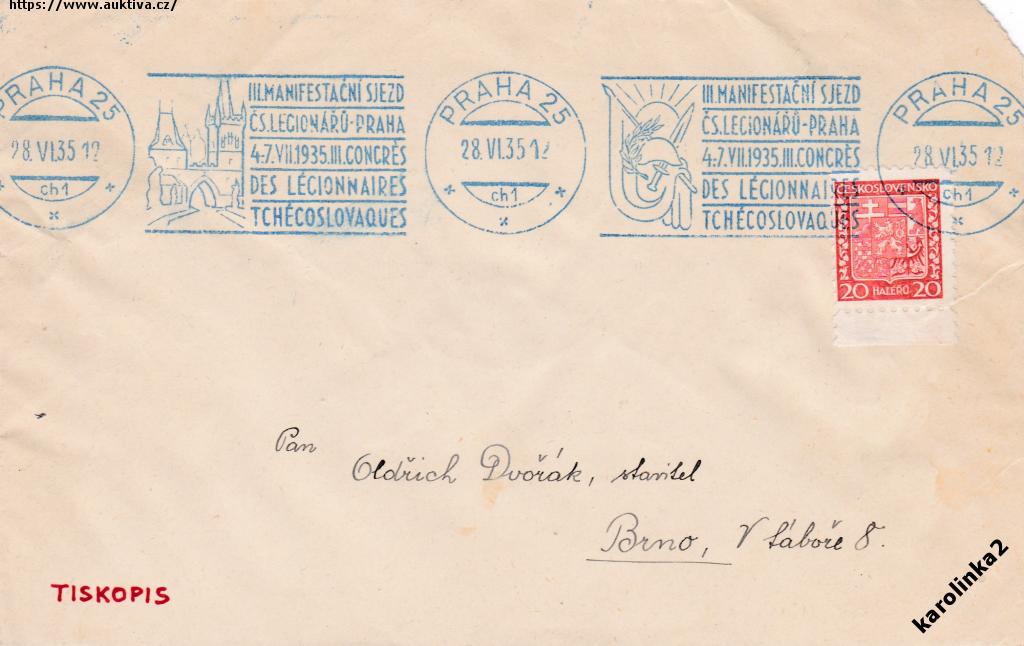 https://www.auktiva.cz/
PRAHA 25
28.VI.35 12
ch1
III.MANIFESTAČNÍ SJEZD
ČS.LEGIONÁŘŮ-PRAHA
4.-7.VII.1935.III.CONGRÈS
DES LÉGIONNAIRES
TCHÉCOSLOVAQUES
PRAHA 25
28.VI.35 12
ch1
III.MANIFESTAČNÍ SJEZD
ČS.LEGIONÁŘŮ-PRAHA
4.-7.VII.1935.III.CONGRÈS
DES LÉGIONNAIRES
TCHÉCOSLOVAQUES
PRAHA 25
28.VI.35 12
ch1
ČESKOSLOVENSKO
20 HALÉŘŮ 20
Pan
Oldřich Dvořák, stavitel
Brno, V táboře 8.
TISKOPIS
karolinka2